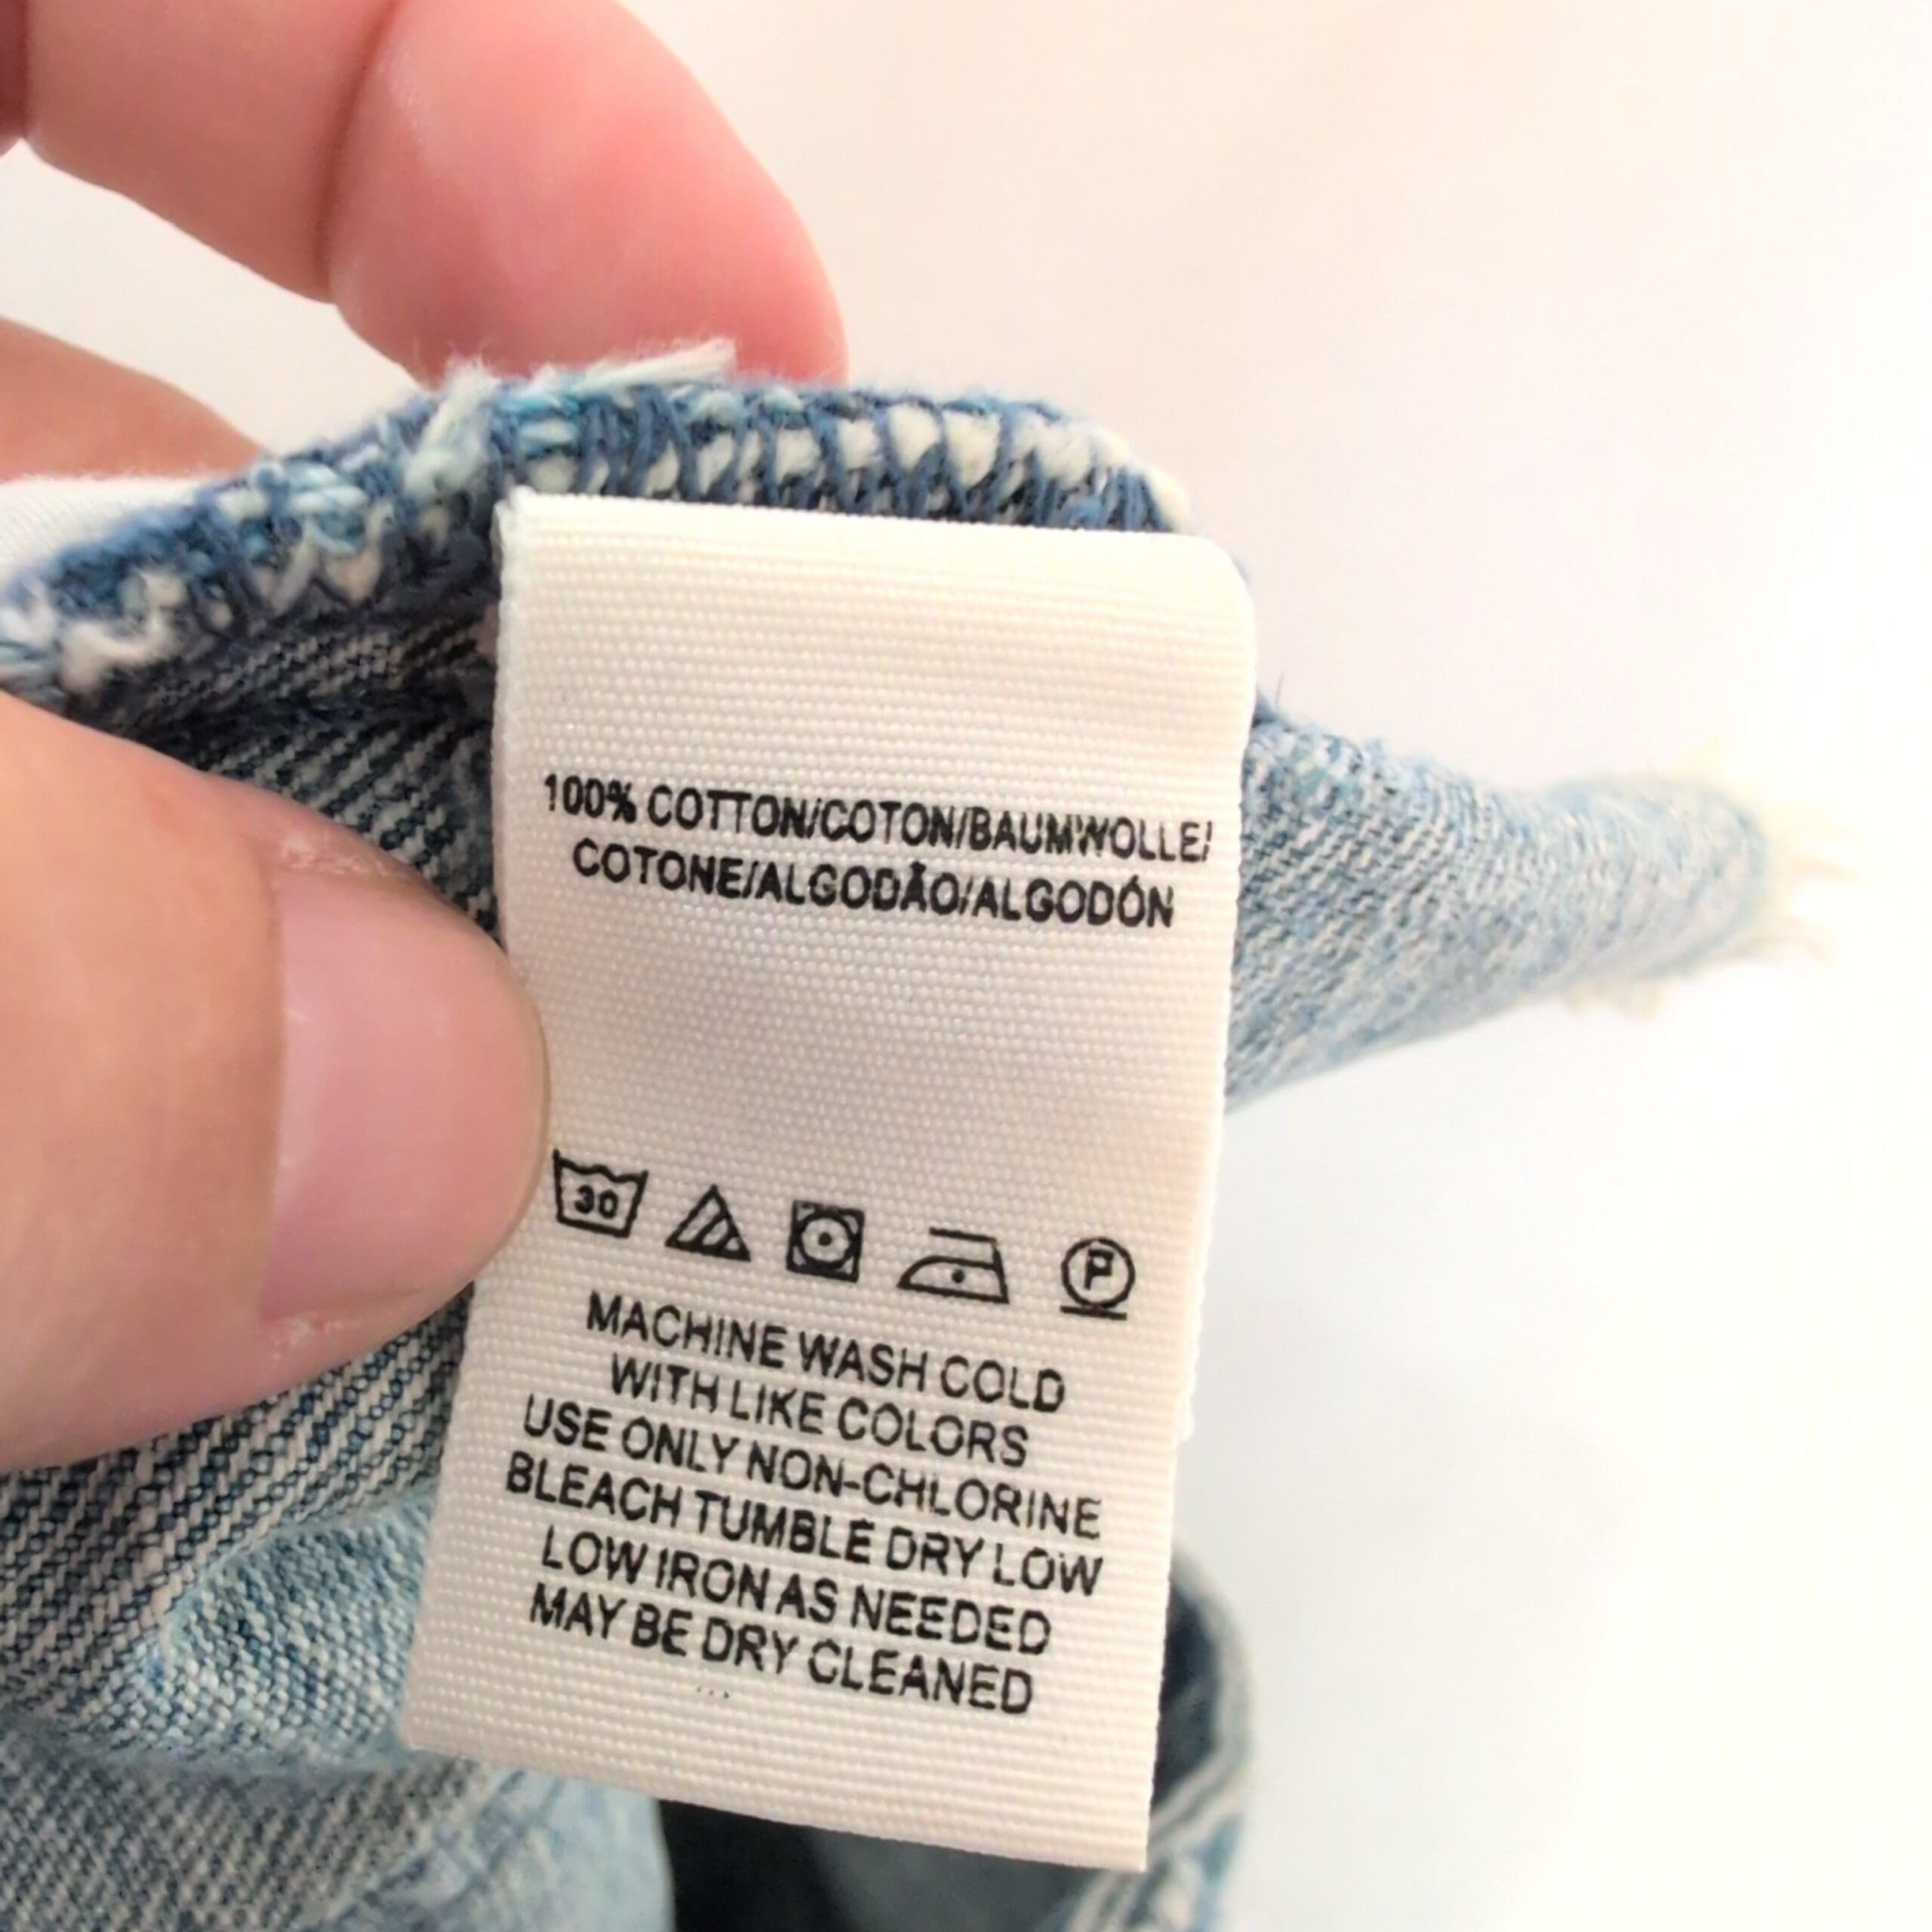 100% COTTON/COTON/BAUMWOLLE/
COTONE/ALGODÃO/ALGODÓN
30 P
MACHINE WASH COLD
WITH LIKE COLORS
USE ONLY NON-CHLORINE
BLEACH TUMBLE DRY LOW
LOW IRON AS NEEDED
MAY BE DRY CLEANED